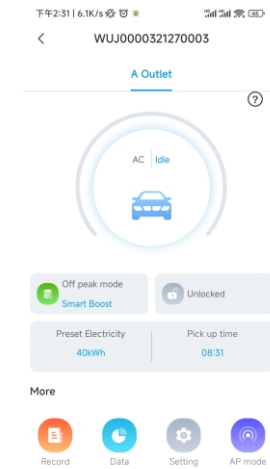 下午2:31 | 6.1K/s
WUJ0000321270003
A Outlet
AC Idle
Off peak mode
Smart Boost
Unlocked
Preset Electricity
40kWh
Pick up time
08:31
More
Record Data Setting AP mode